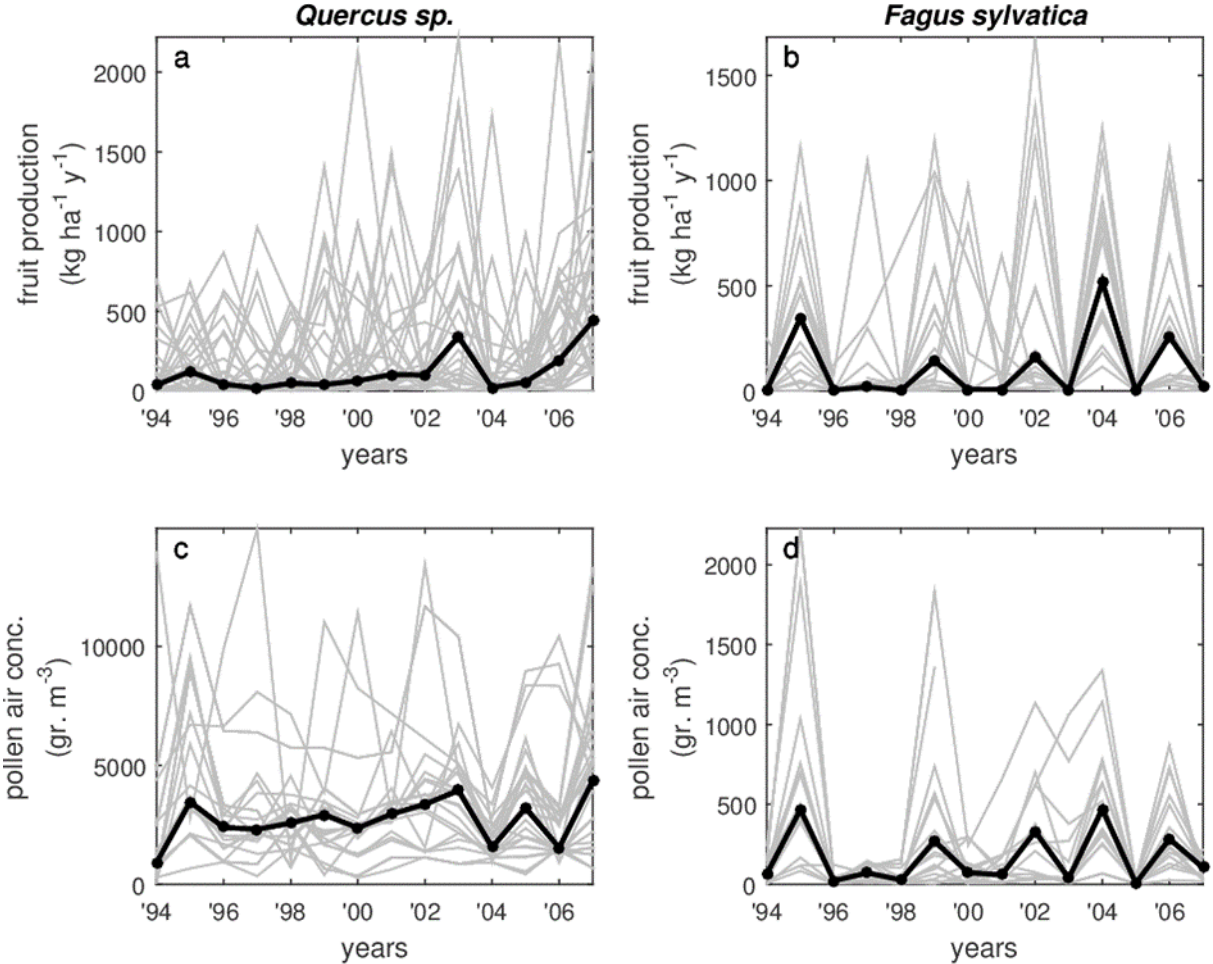 Quercus sp.
Fagus sylvatica
a
fruit production
(kg ha⁻¹ y⁻¹)
2000
1500
1000
500
0
'94 '96 '98 '00 '02 '04 '06
years
b
fruit production
(kg ha⁻¹ y⁻¹)
1500
1000
500
0
'94 '96 '98 '00 '02 '04 '06
years
c
pollen air conc.
(gr. m⁻³)
10000
5000
0
'94 '96 '98 '00 '02 '04 '06
years
d
pollen air conc.
(gr. m⁻³)
2000
1500
1000
500
0
'94 '96 '98 '00 '02 '04 '06
years